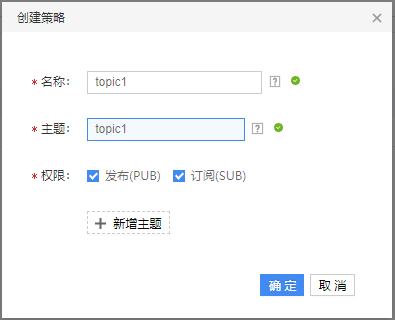 创建策略
* 名称： topic1
* 主题： topic1
* 权限： 发布(PUB) 订阅(SUB)
新增主题
确 定 取 消